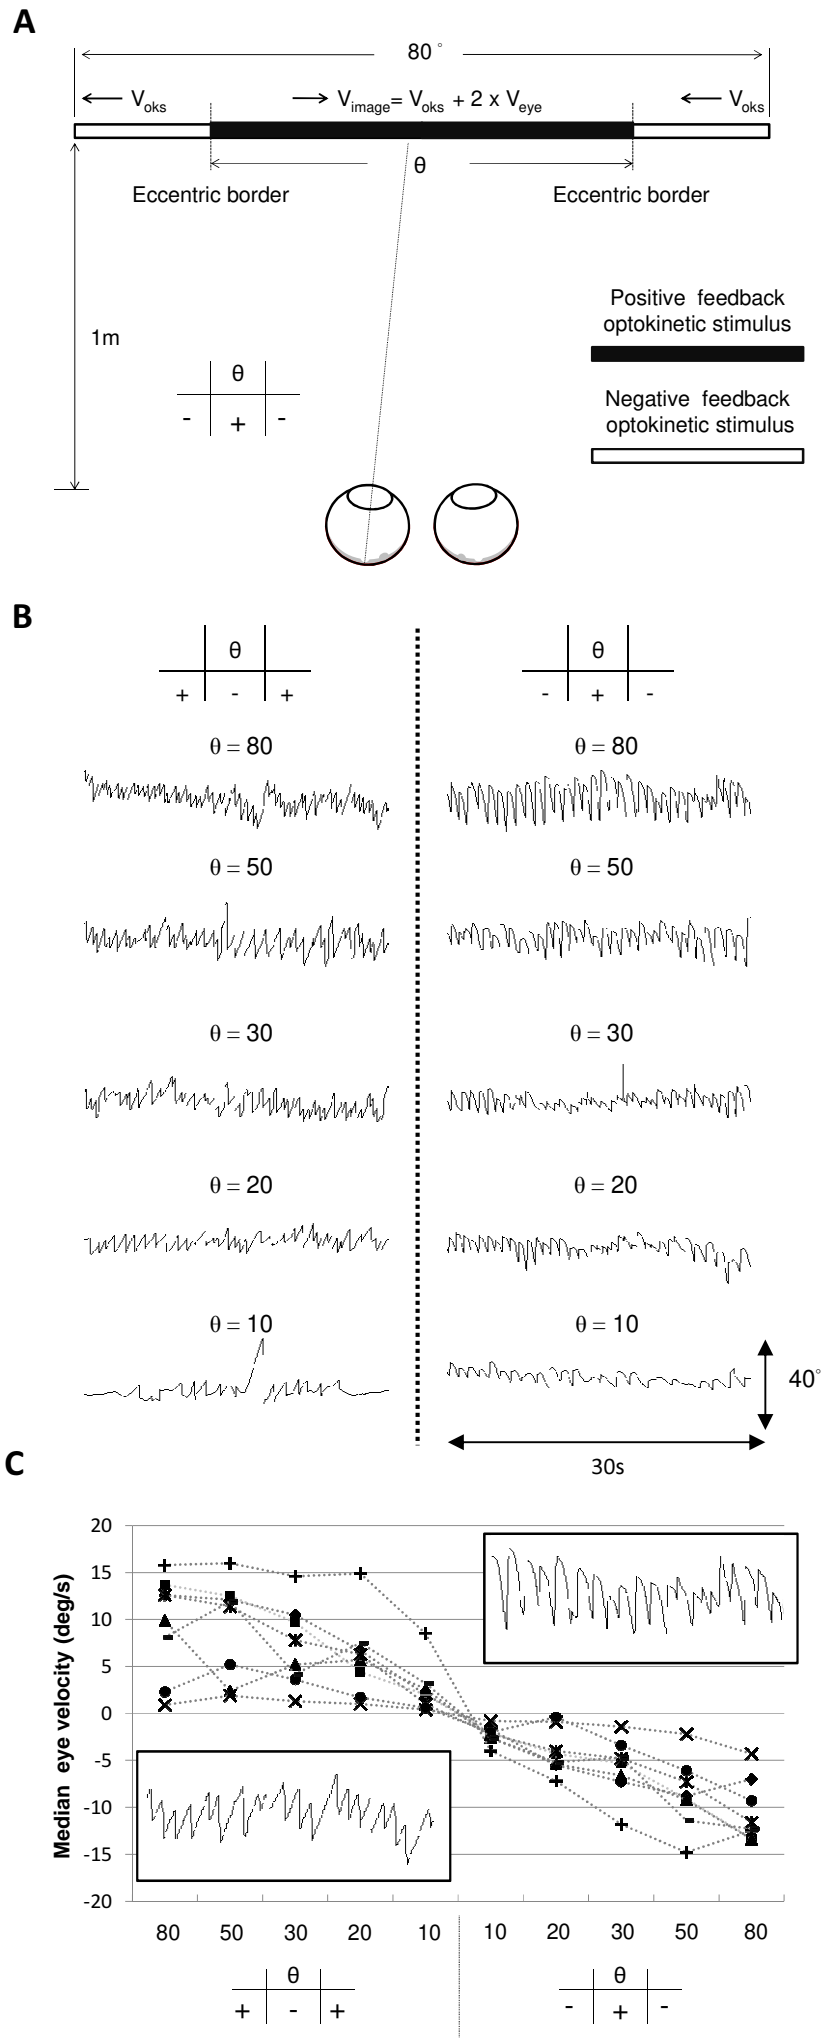 A
80 °
V_oks
V_image= V_oks + 2 x V_eye
V_oks
θ
Eccentric border
Eccentric border
1m
Positive feedback
optokinetic stimulus
Negative feedback
optokinetic stimulus
θ
- + -
B
θ
+ - +
θ
- + -
θ = 80
θ = 80
θ = 50
θ = 50
θ = 30
θ = 30
θ = 20
θ = 20
θ = 10
θ = 10
40°
30s
C
Median eye velocity (deg/s)
20
15
10
5
0
-5
-10
-15
-20
80 50 30 20 10 10 20 30 50 80
θ
+ - +
θ
- + -